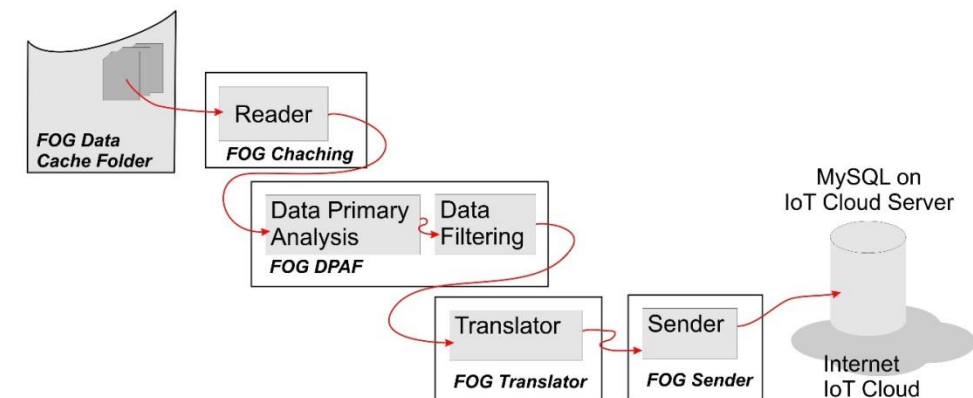 FOG Data
Cache Folder
Reader
FOG Chaching
Data Primary
Analysis
Data
Filtering
FOG DPAF
Translator
FOG Translator
Sender
FOG Sender
MySQL on
IoT Cloud Server
Internet
IoT Cloud